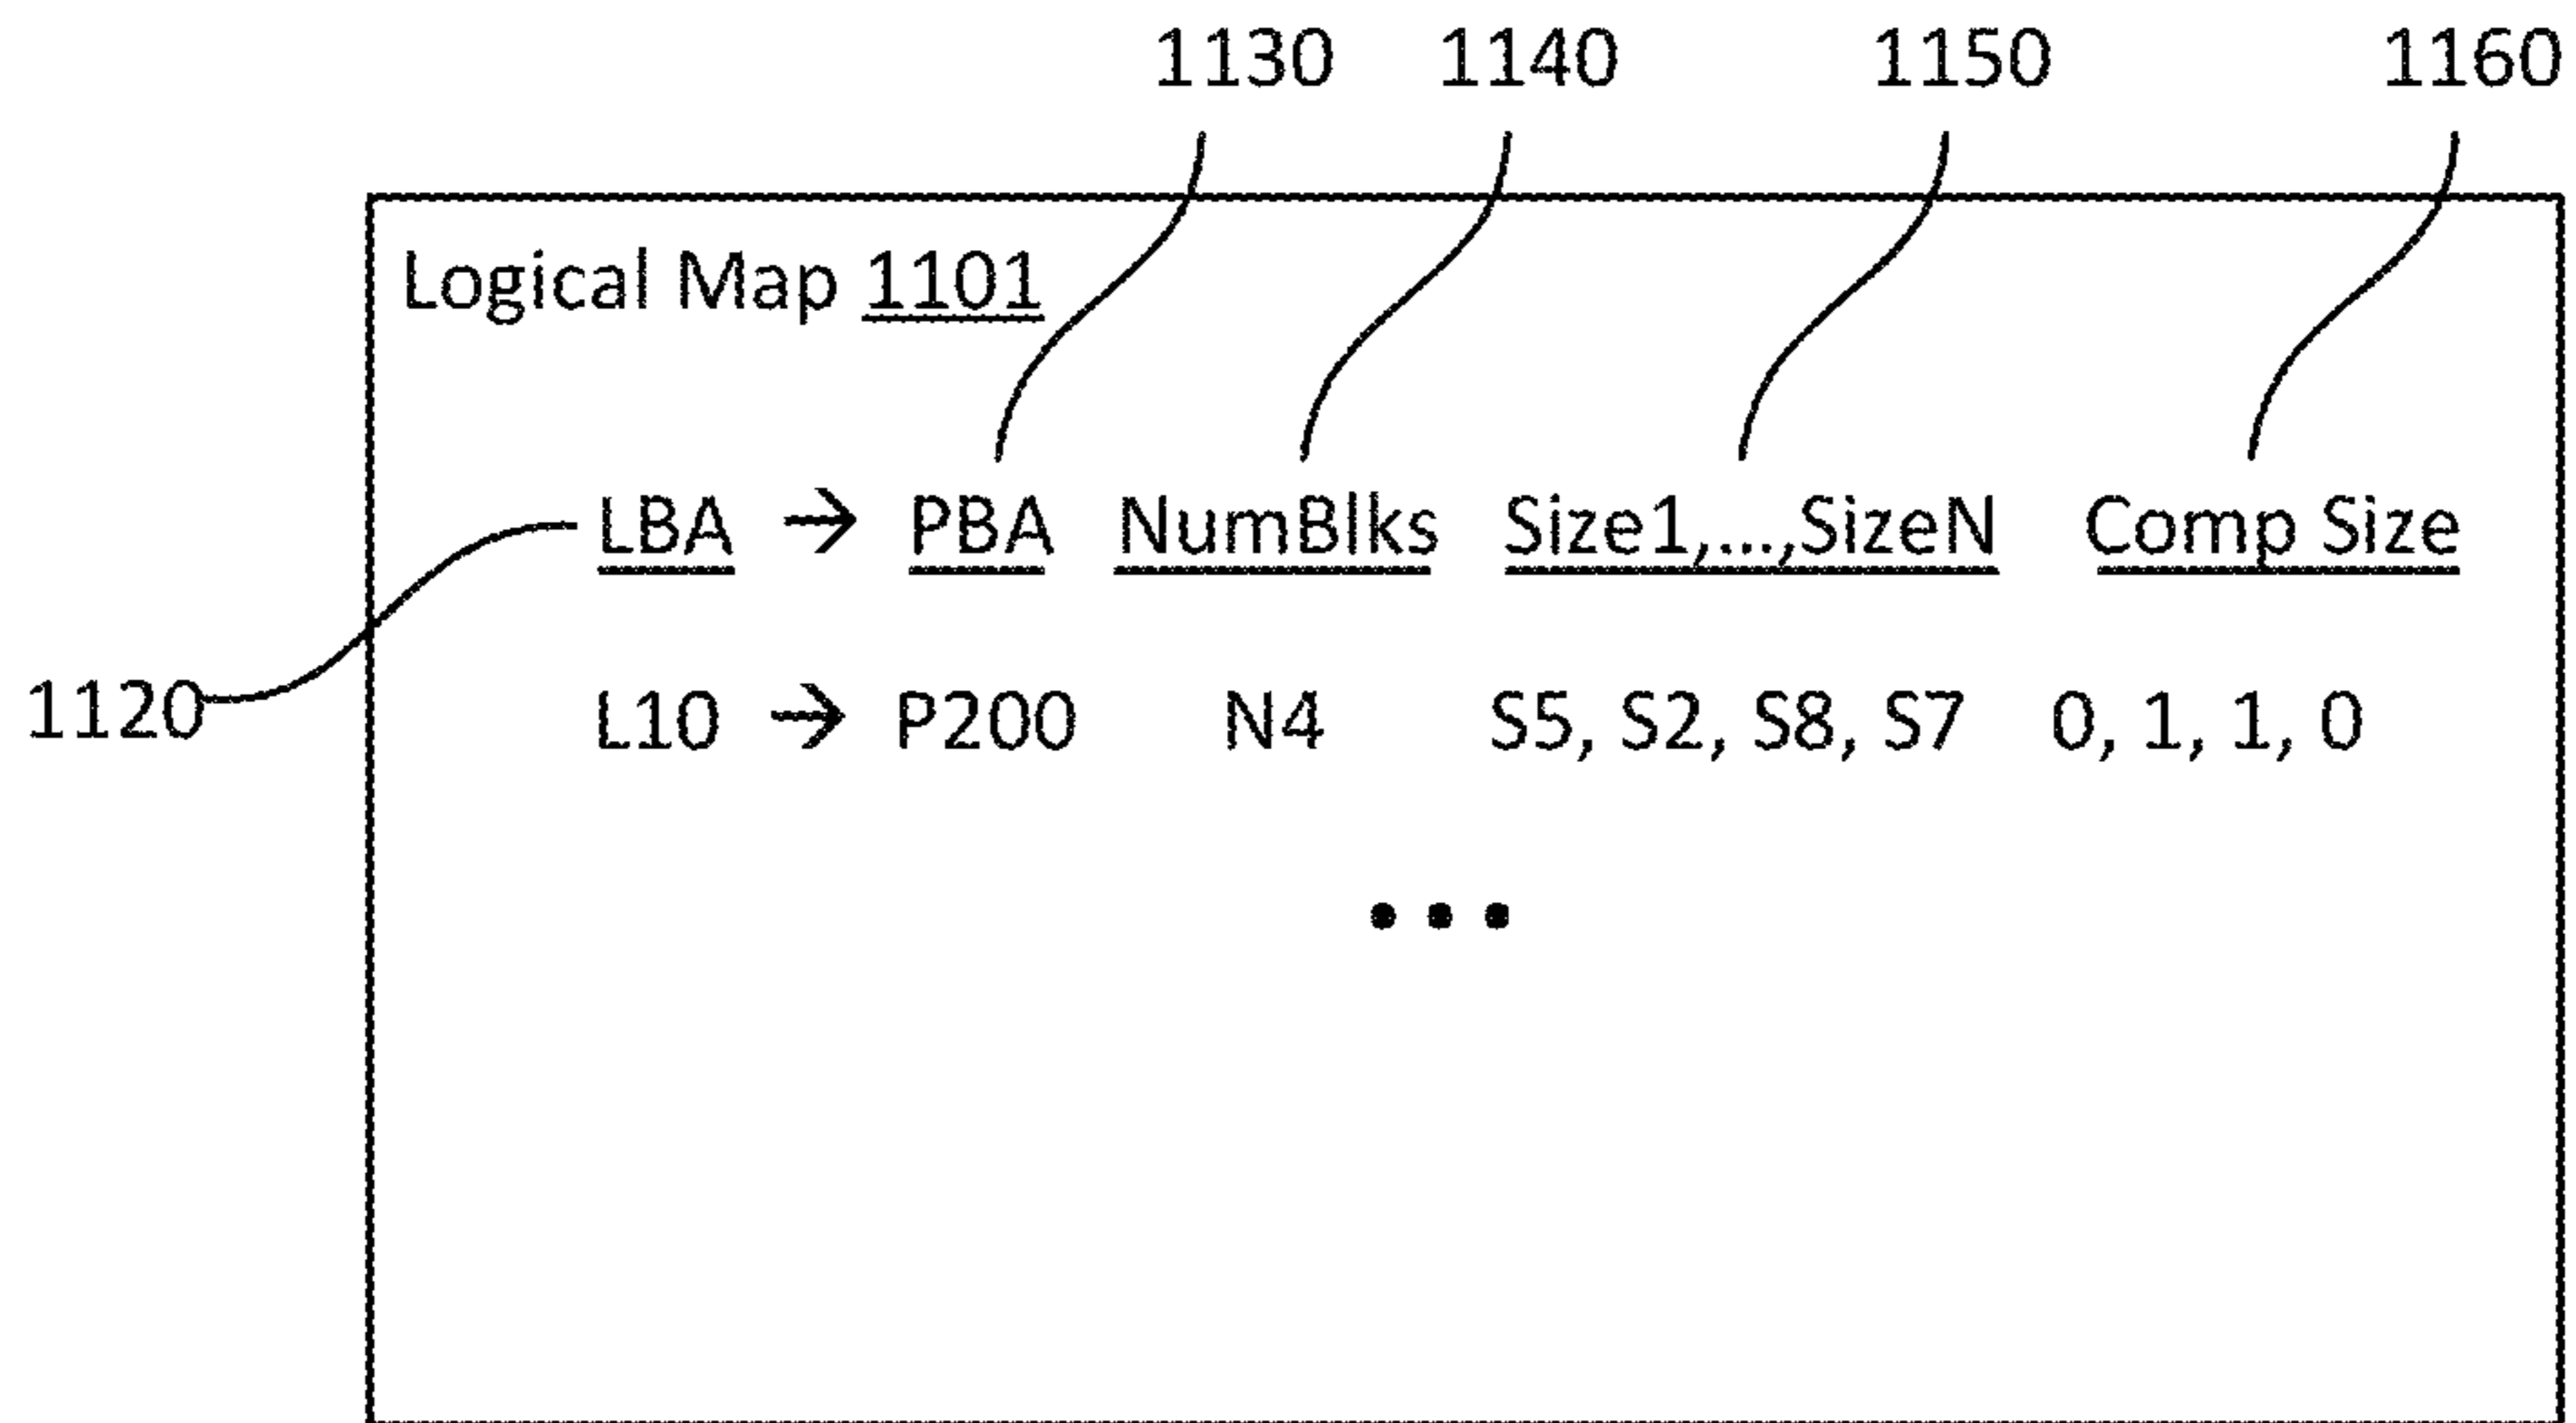 1130 1140 1150 1160
Logical Map 1101
LBA → PBA NumBlks Size1,...,SizeN Comp Size
1120 L10 → P200 N4 S5, S2, S8, S7 0, 1, 1, 0
...